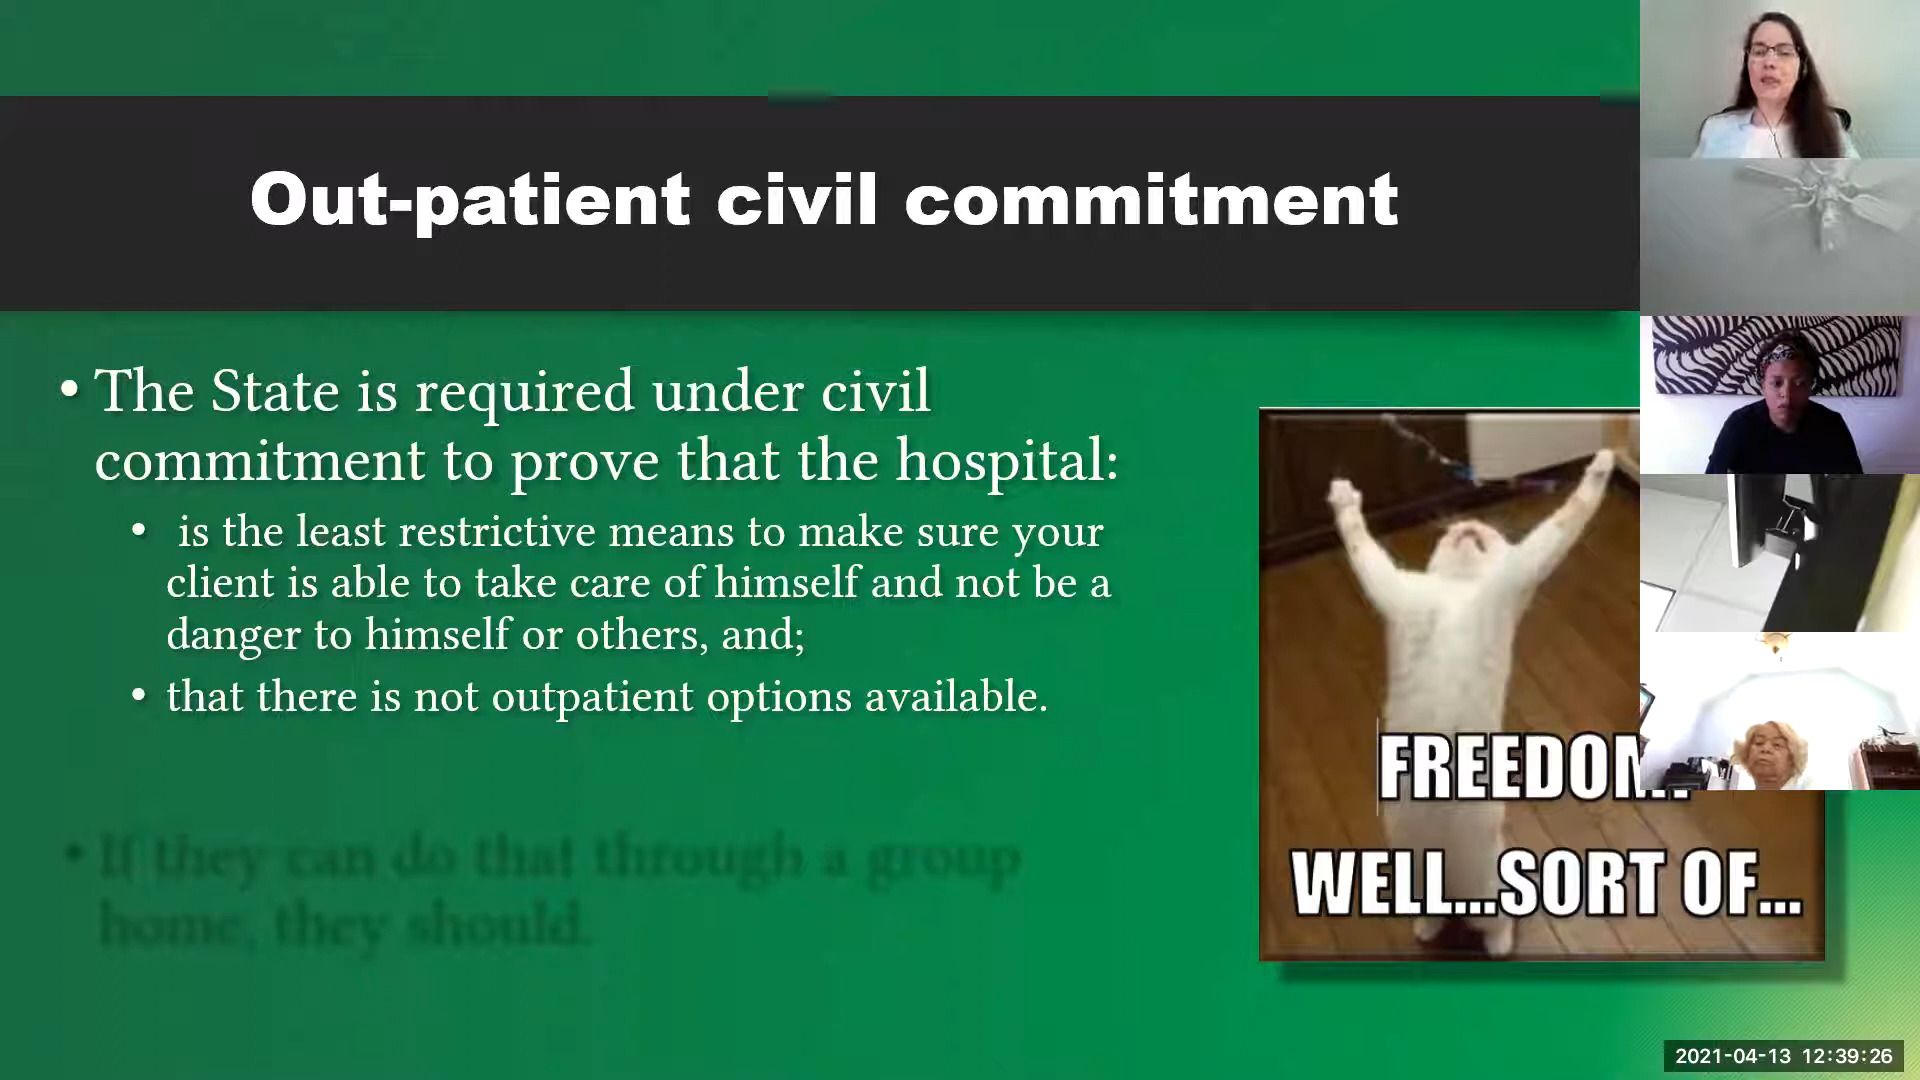 Out-patient civil commitment
• The State is required under civil
commitment to prove that the hospital:
• is the least restrictive means to make sure your
client is able to take care of himself and not be a
danger to himself or others, and;
• that there is not outpatient options available.
• If they can do that through a group
home, they should.
FREEDOM
WELL...SORT OF...
2021-04-13 12:39:26